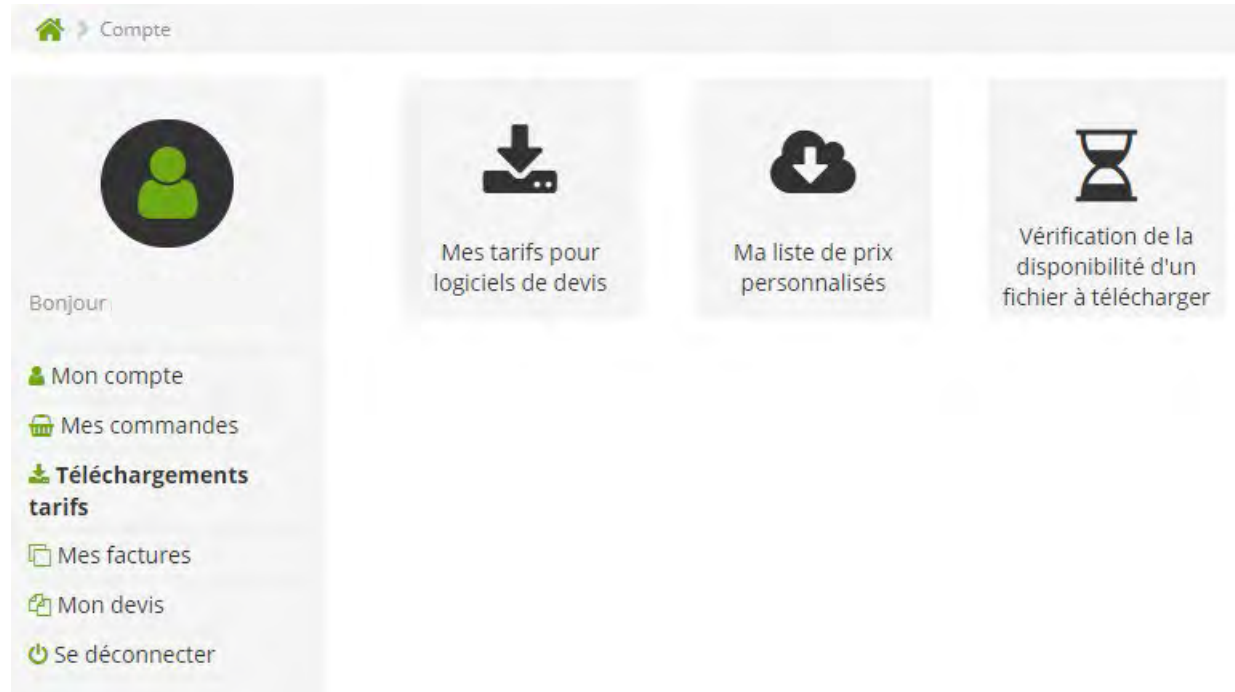 Compte
Bonjour
Mon compte
Mes commandes
Téléchargements
tarifs
Mes factures
Mon devis
Se déconnecter
Mes tarifs pour
logiciels de devis
Ma liste de prix
personnalisés
Vérification de la
disponibilité d'un
fichier à télécharger